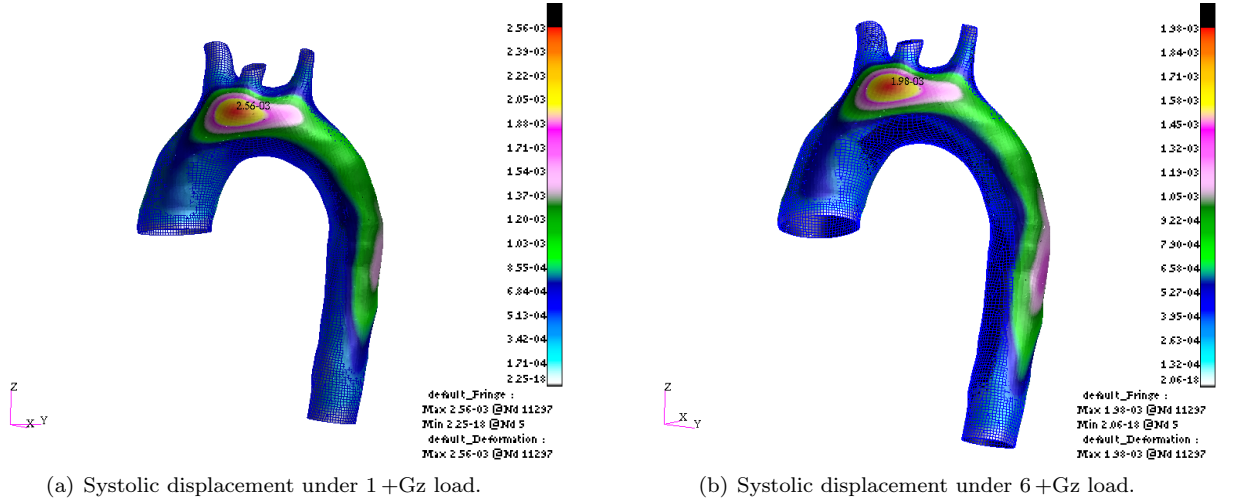 2.56-03
2.39-03
2.22-03
2.05-03
1.88-03
1.71-03
1.54-03
1.37-03
1.20-03
1.03-03
8.55-04
6.84-04
5.13-04
3.42-04
1.71-04
2.25-18
2.56-03
Z
X
Y
default_Fringe :
Max 2.56-03 @Nd 11297
Min 2.25-18 @Nd 5
default_Deformation :
Max 2.56-03 @Nd 11297
(a) Systolic displacement under 1+Gz load.
1.98-03
1.84-03
1.71-03
1.58-03
1.45-03
1.32-03
1.19-03
1.05-03
9.22-04
7.90-04
6.58-04
5.27-04
3.95-04
2.63-04
1.32-04
2.06-18
1.98-03
Z
X
Y
default_Fringe :
Max 1.98-03 @Nd 11297
Min 2.06-18 @Nd 5
default_Deformation :
Max 1.98-03 @Nd 11297
(b) Systolic displacement under 6+Gz load.